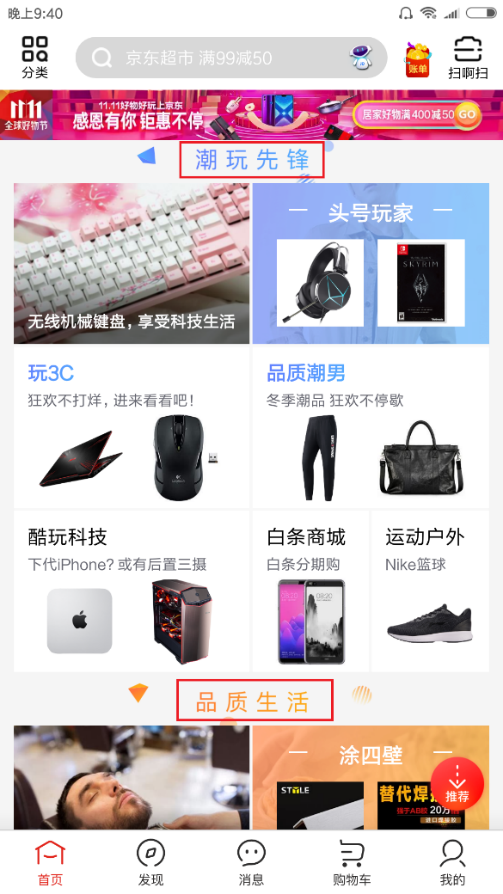 晚上9:40
分类
京东超市 满99减50
账单
扫啊扫
11·11
全球好物节
11.11好物好玩上京东
感恩有你 钜惠不停
居家好物满400减50 GO
潮玩先锋
无线机械键盘，享受科技生活
头号玩家
SKYRIM
玩3C
狂欢不打烊，进来看看吧！
品质潮男
冬季潮品 狂欢不停歇
酷玩科技
下代iPhone? 或有后置三摄
白条商城
白条分期购
运动户外
Nike篮球
品质生活
涂四壁
STYLE
替代焊
20万
推荐
首页
发现
消息
购物车
我的